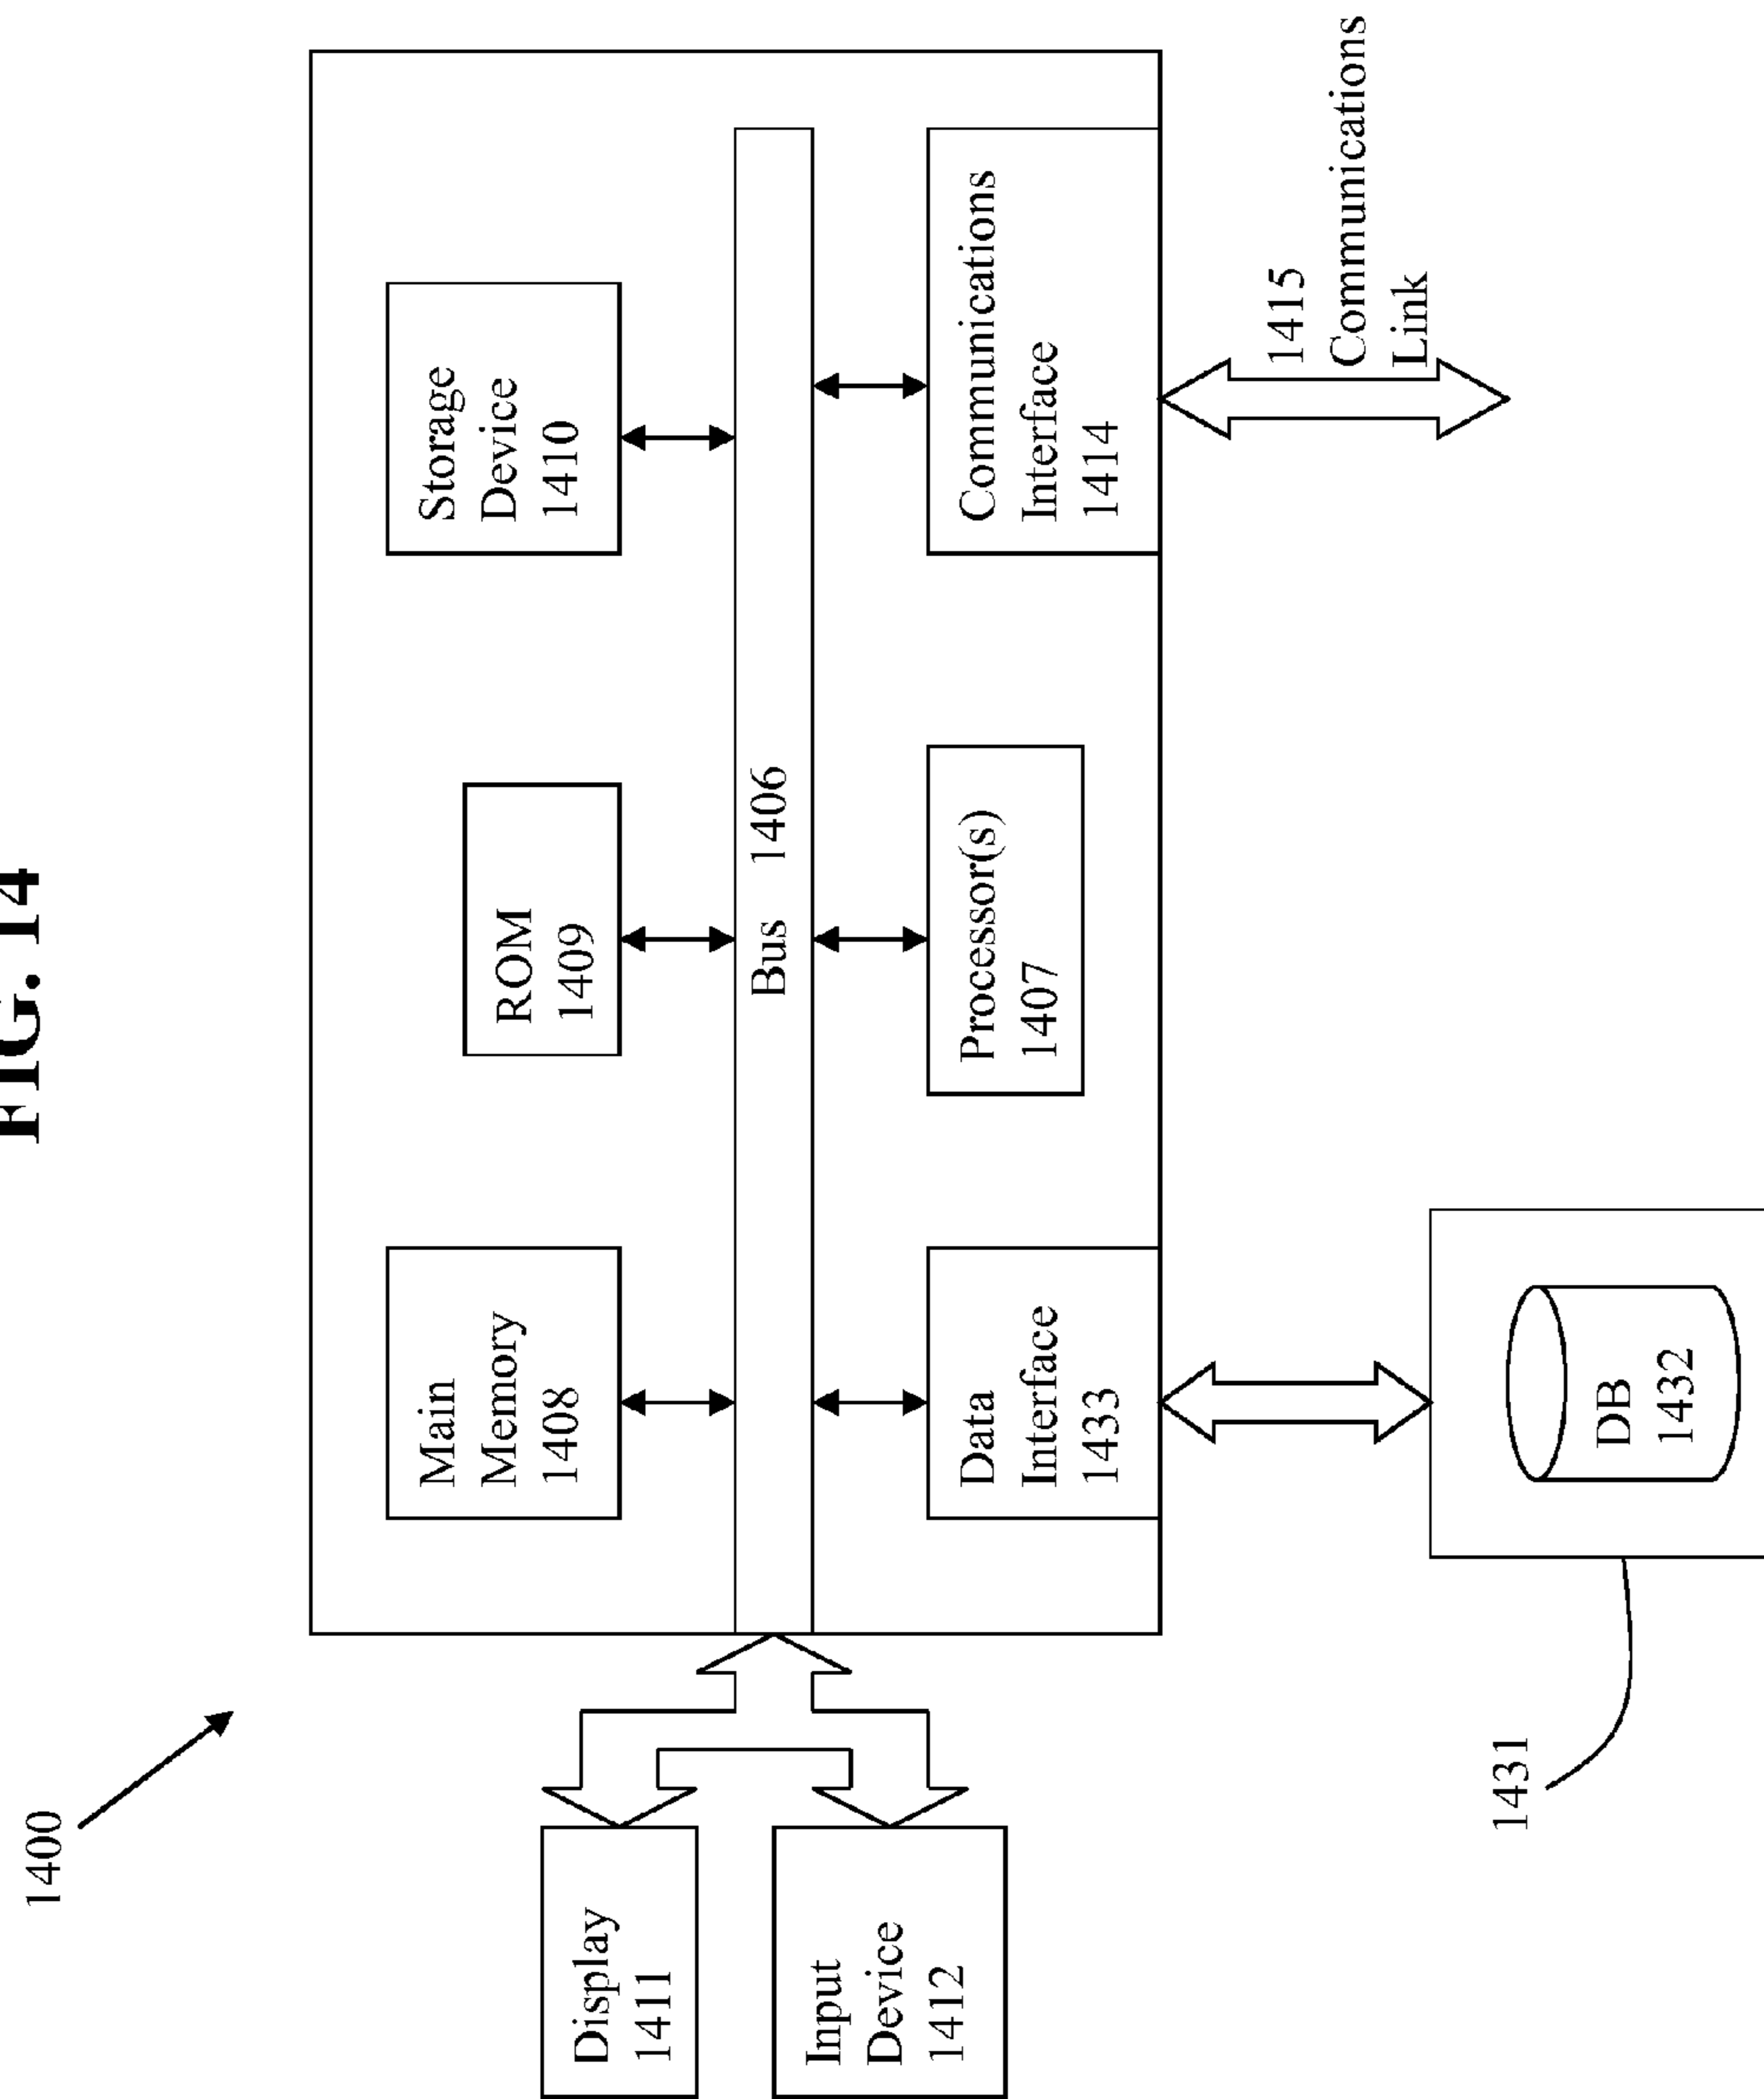 FIG. 14
1400
Main
Memory
1408
ROM
1409
Storage
Device
1410
Display
1411
Bus 1406
Input
Device
1412
Data
Interface
1433
Processor(s)
1407
Communications
Interface
1414
1415
Communications
Link
1431
DB
1432